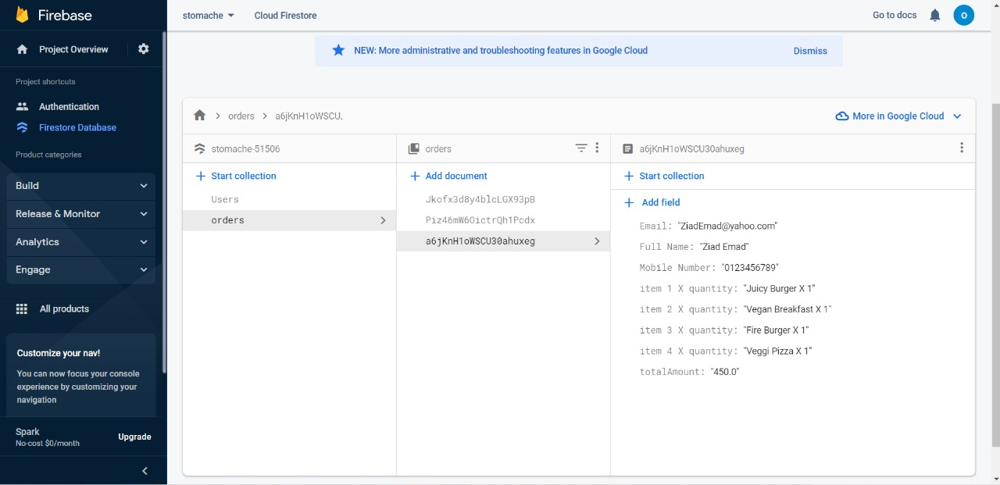 Firebase
Project Overview
Project shortcuts
Authentication
Firestore Database
Product categories
Build
Release & Monitor
Analytics
Engage
All products
Customize your nav!
You can now focus your console
experience by customizing your
navigation
Spark
No-cost $0/month
Upgrade
stomache
Cloud Firestore
Go to docs
O
NEW: More administrative and troubleshooting features in Google Cloud
Dismiss
orders
a6jKnH1oWSCU.
More in Google Cloud
stomache-51506
Start collection
Users
orders
orders
Add document
Jkofx3d8y4blcLGX93pB
Piz46mW6OictrQh1Pcdx
a6jKnH1oWSCU30ahuxeg
a6jKnH1oWSCU30ahuxeg
Start collection
Add field
Email: "ZiadEmad@yahoo.com"
Full Name: "Ziad Emad"
Mobile Number: "0123456789"
item 1 X quantity: "Juicy Burger X 1"
item 2 X quantity: "Vegan Breakfast X 1"
item 3 X quantity: "Fire Burger X 1"
item 4 X quantity: "Veggi Pizza X 1"
totalAmount: "450.0"